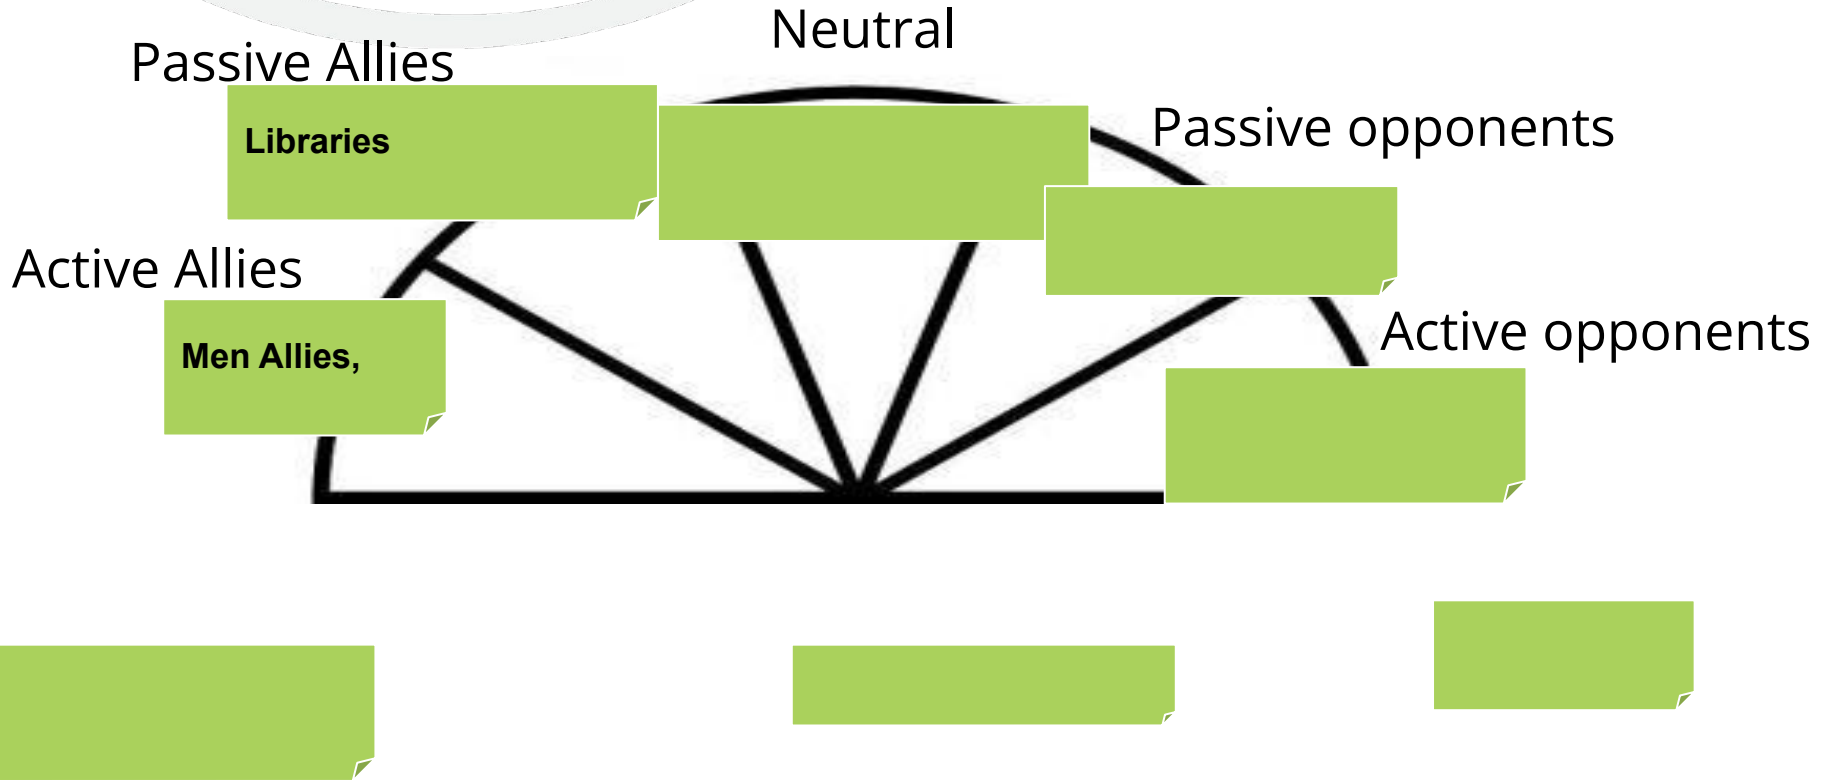 Neutral
Passive Allies
Libraries
Passive opponents
Active Allies
Men Allies,
Active opponents